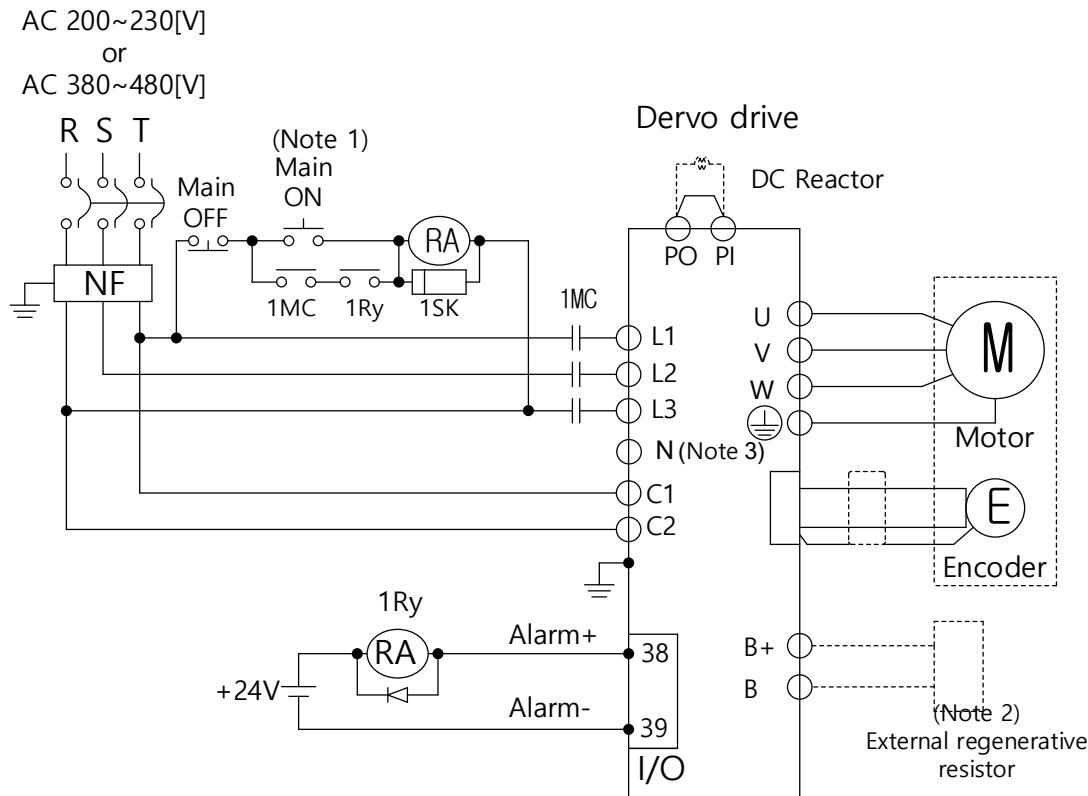 AC 200~230[V]
or
AC 380~480[V]
R S T
(Note 1)
Main
ON
Main
OFF
RA
1MC
1Ry
1SK
NF
1MC
Dervo drive
DC Reactor
PO
PI
L1
L2
L3
N (Note 3)
C1
C2
U
V
W
M
Motor
E
Encoder
1Ry
RA
+24V
Alarm+
38
Alarm-
39
I/O
B+
B
(Note 2)
External regenerative
resistor